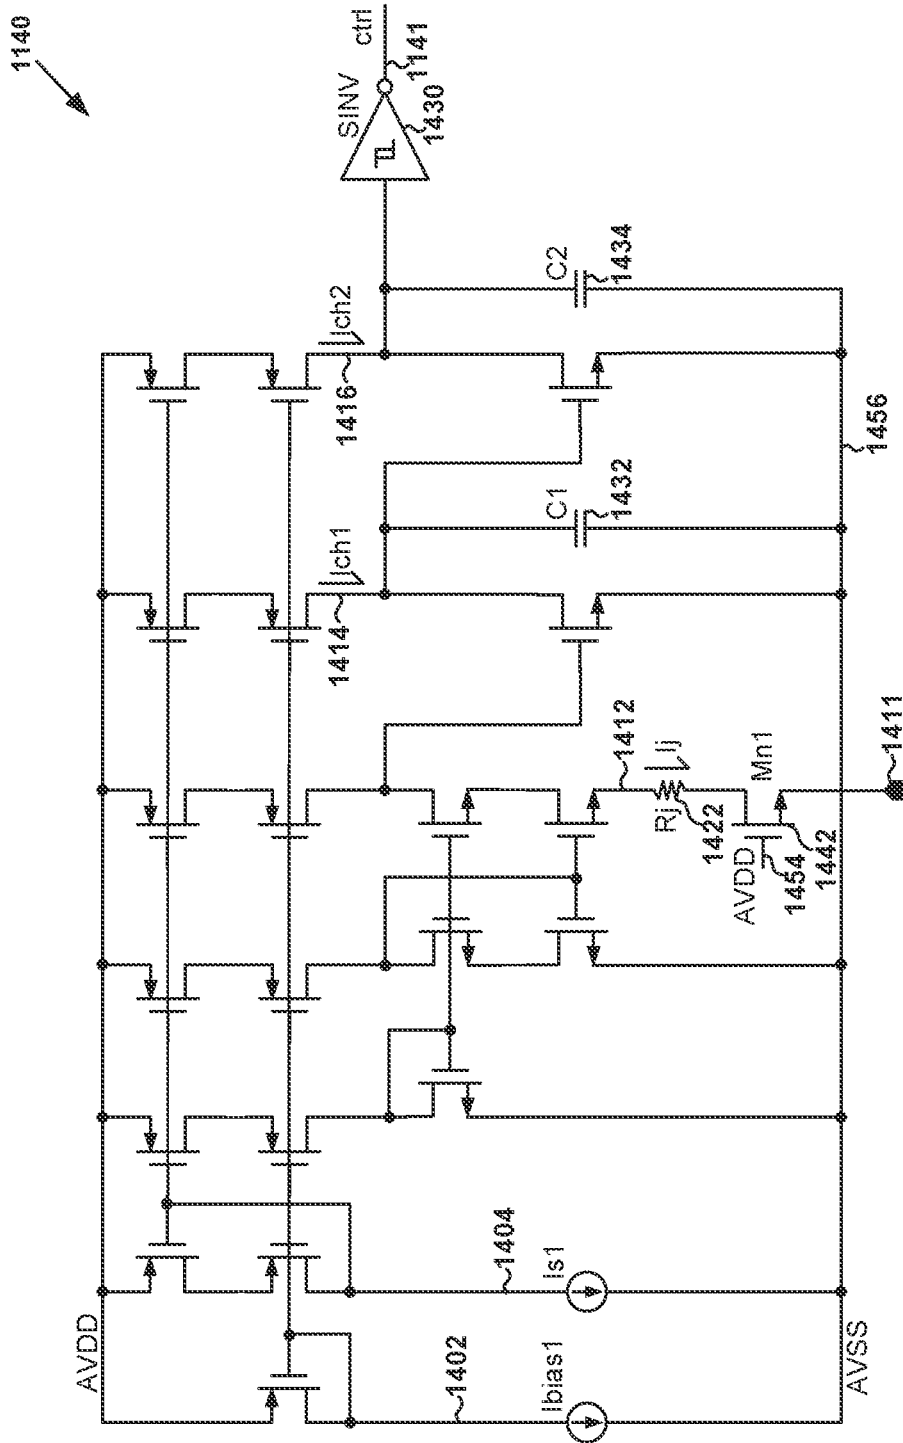 1140
AVDD
Ich1
Ich2
SINV
ctrl
1414
1416
1430
1141
1402
1404
Ibias1
Is1
C1
C2
1412
1432
1434
Rj
Ij
1422
AVDD
Mn1
1454
1442
AVSS
1456
1411